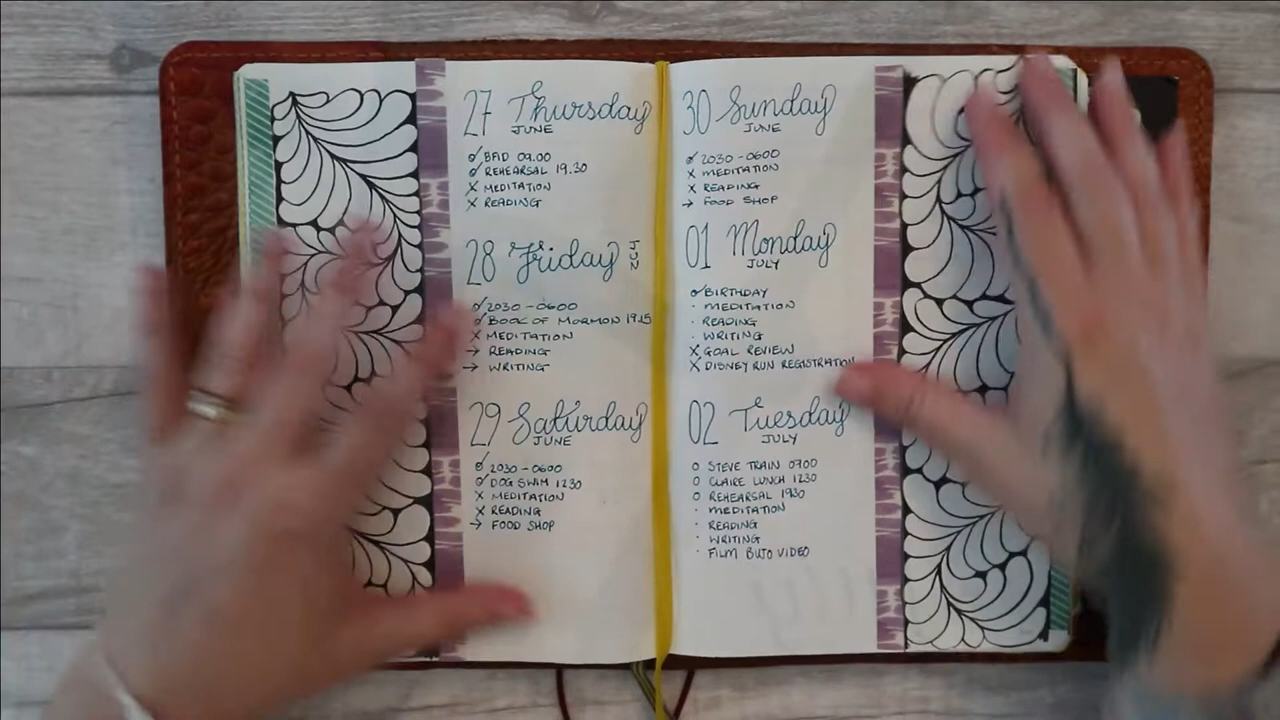 27 Thursday
JUNE
BAD 09.00
REHEARSAL 19.30
X MEDITATION
X READING
28 Friday JUN
2030-0600
BOOK OF MORMON 1915
X MEDITATION
→ READING
→ WRITING
29 Saturday
JUNE
2030-0600
DOG SWIM 1230
X MEDITATION
X READING
→ FOOD SHOP
30 Sunday
JUNE
2030-0600
X MEDITATION
X READING
→ FOOD SHOP
01 Monday
JULY
BIRTHDAY
· MEDITATION
· READING
· WRITING
X GOAL REVIEW
X DISNEY RUN REGISTRATION
02 Tuesday
JULY
O STEVE TRAIN 0700
O CLAIRE LUNCH 1230
O REHEARSAL 1930
· MEDITATION
· READING
· WRITING
· FILM BUJO VIDEO